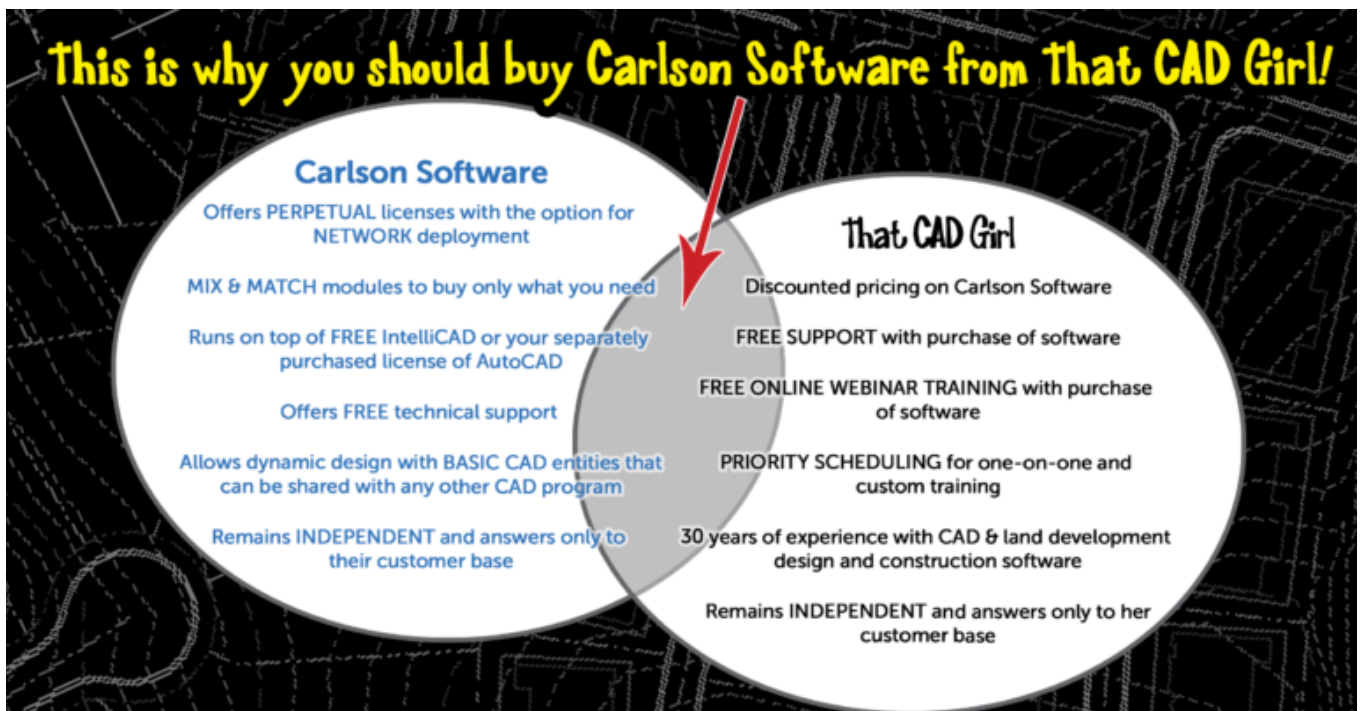 This is why you should buy Carlson Software from That CAD Girl!
Carlson Software
Offers PERPETUAL licenses with the option for
NETWORK deployment
MIX & MATCH modules to buy only what you need
Runs on top of FREE IntelliCAD or your separately
purchased license of AutoCAD
Offers FREE technical support
Allows dynamic design with BASIC CAD entities that
can be shared with any other CAD program
Remains INDEPENDENT and answers only to
their customer base
That CAD Girl
Discounted pricing on Carlson Software
FREE SUPPORT with purchase of software
FREE ONLINE WEBINAR TRAINING with purchase
of software
PRIORITY SCHEDULING for one-on-one and
custom training
30 years of experience with CAD & land development
design and construction software
Remains INDEPENDENT and answers only to her
customer base